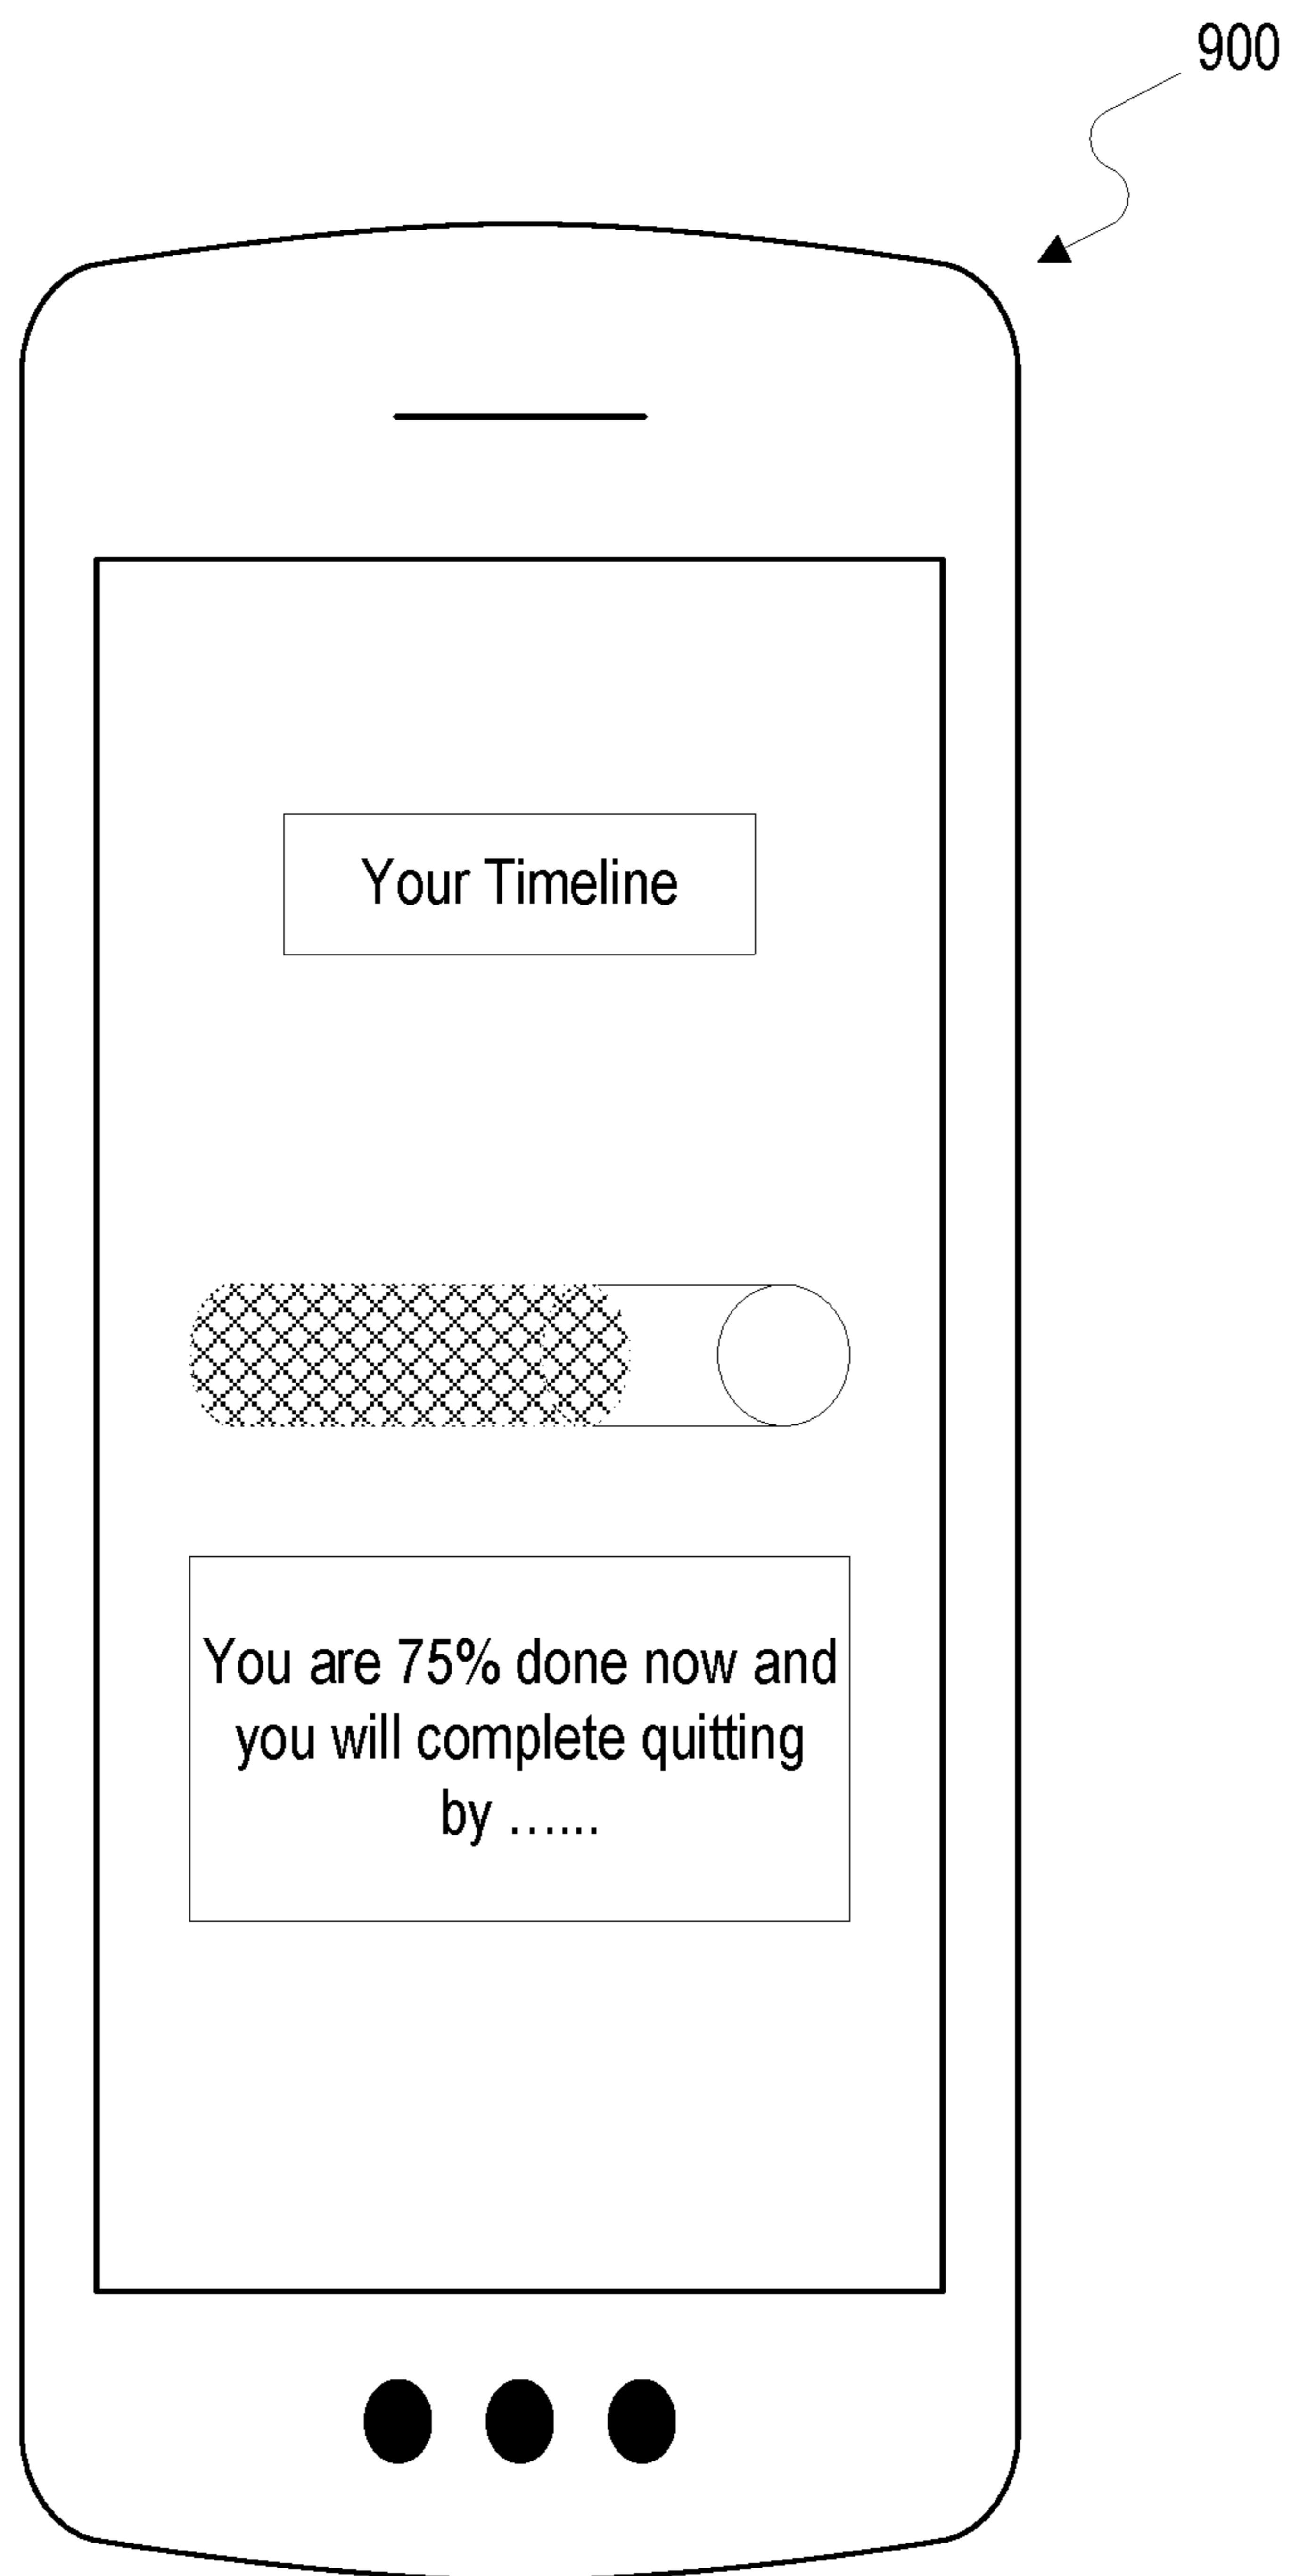 900
Your Timeline
You are 75% done now and
you will complete quitting
by ......